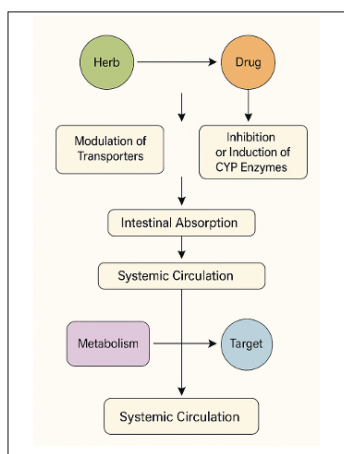 Herb
Drug
Modulation of
Transporters
Inhibition
or Induction of
CYP Enzymes
Intestinal Absorption
Systemic Circulation
Metabolism
Target
Systemic Circulation